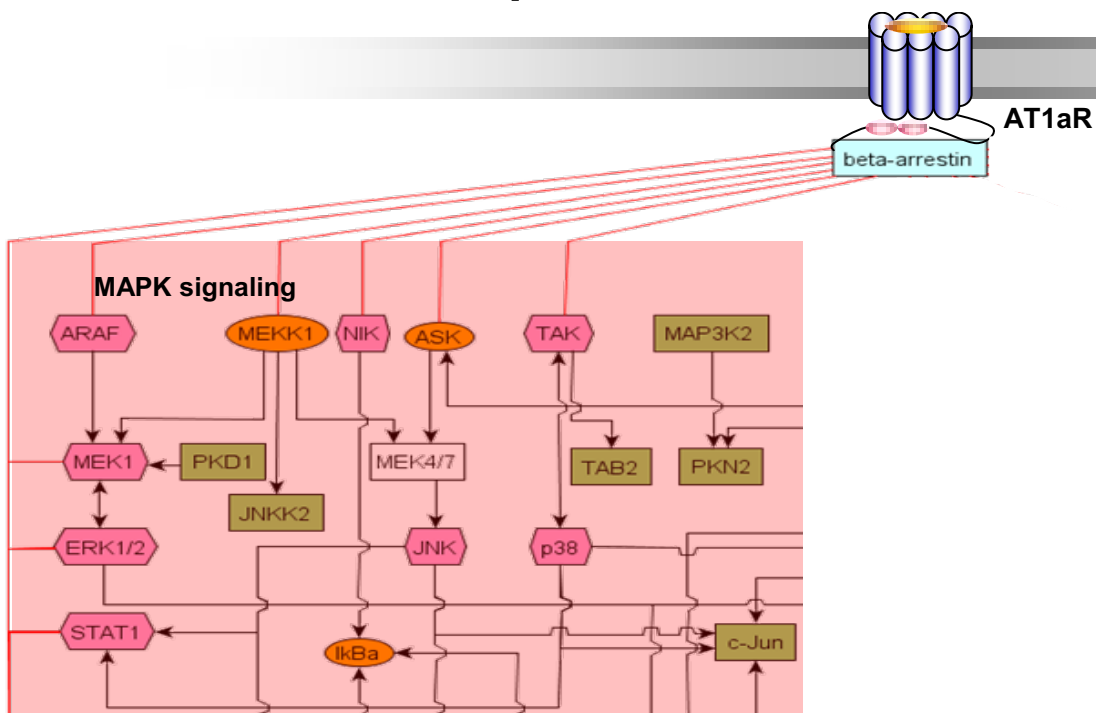 AT1aR
beta-arrestin
MAPK signaling
ARAF
MEKK1
NIK
ASK
TAK
MAP3K2
MEK1
PKD1
MEK4/7
TAB2
PKN2
JNKK2
ERK1/2
JNK
p38
STAT1
IkBa
c-Jun